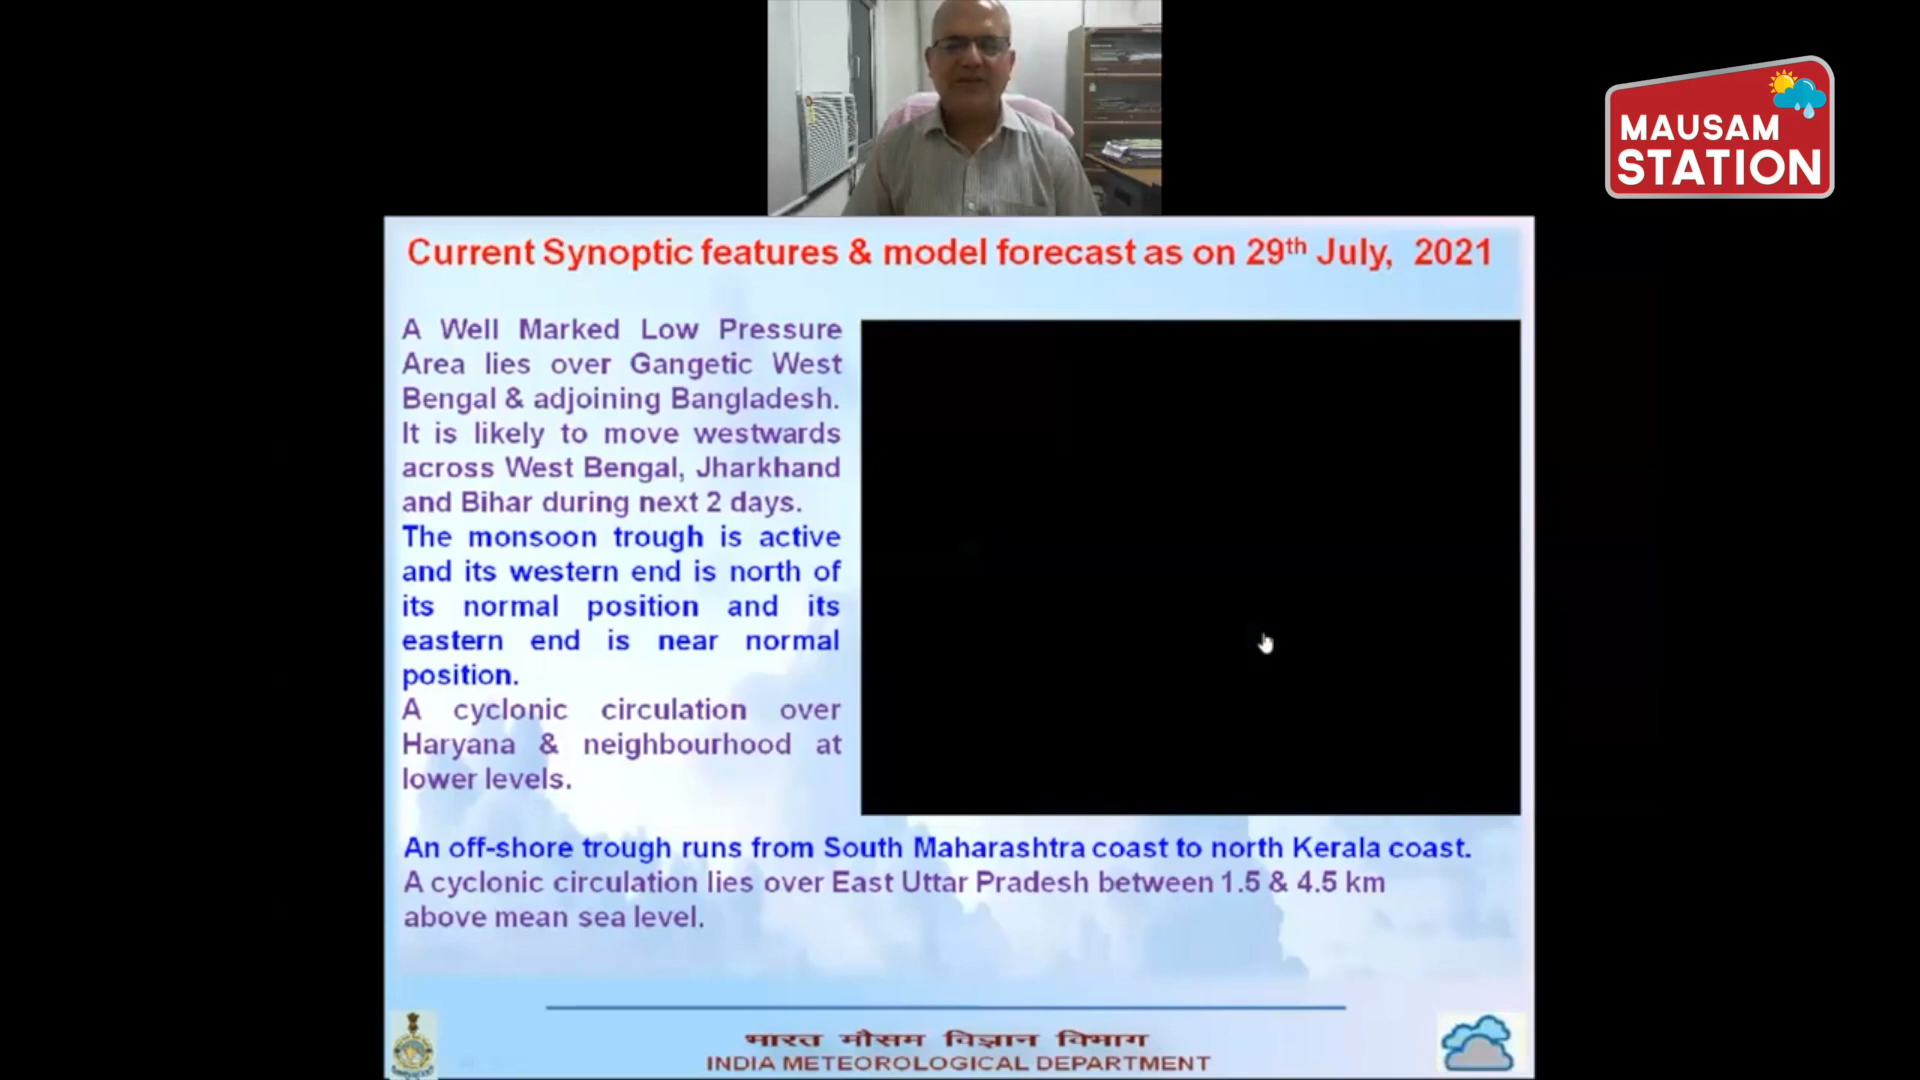 MAUSAM
STATION
Current Synoptic features & model forecast as on 29th July, 2021
A Well Marked Low Pressure
Area lies over Gangetic West
Bengal & adjoining Bangladesh.
It is likely to move westwards
across West Bengal, Jharkhand
and Bihar during next 2 days.
The monsoon trough is active
and its western end is north of
its normal position and its
eastern end is near normal
position.
A cyclonic circulation over
Haryana & neighbourhood at
lower levels.
An off-shore trough runs from South Maharashtra coast to north Kerala coast.
A cyclonic circulation lies over East Uttar Pradesh between 1.5 & 4.5 km
above mean sea level.
भारत मौसम विज्ञान विभाग
INDIA METEOROLOGICAL DEPARTMENT